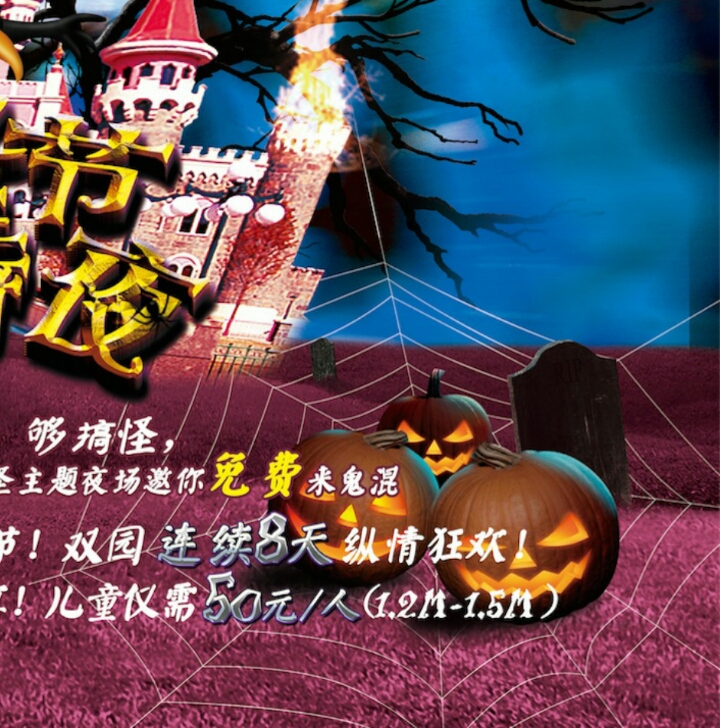 节
夜
RIP
够搞怪，
圣主题夜场邀你免费来鬼混
节！双园连续8天纵情狂欢！
！儿童仅需50元/人(1.2M-1.5M)